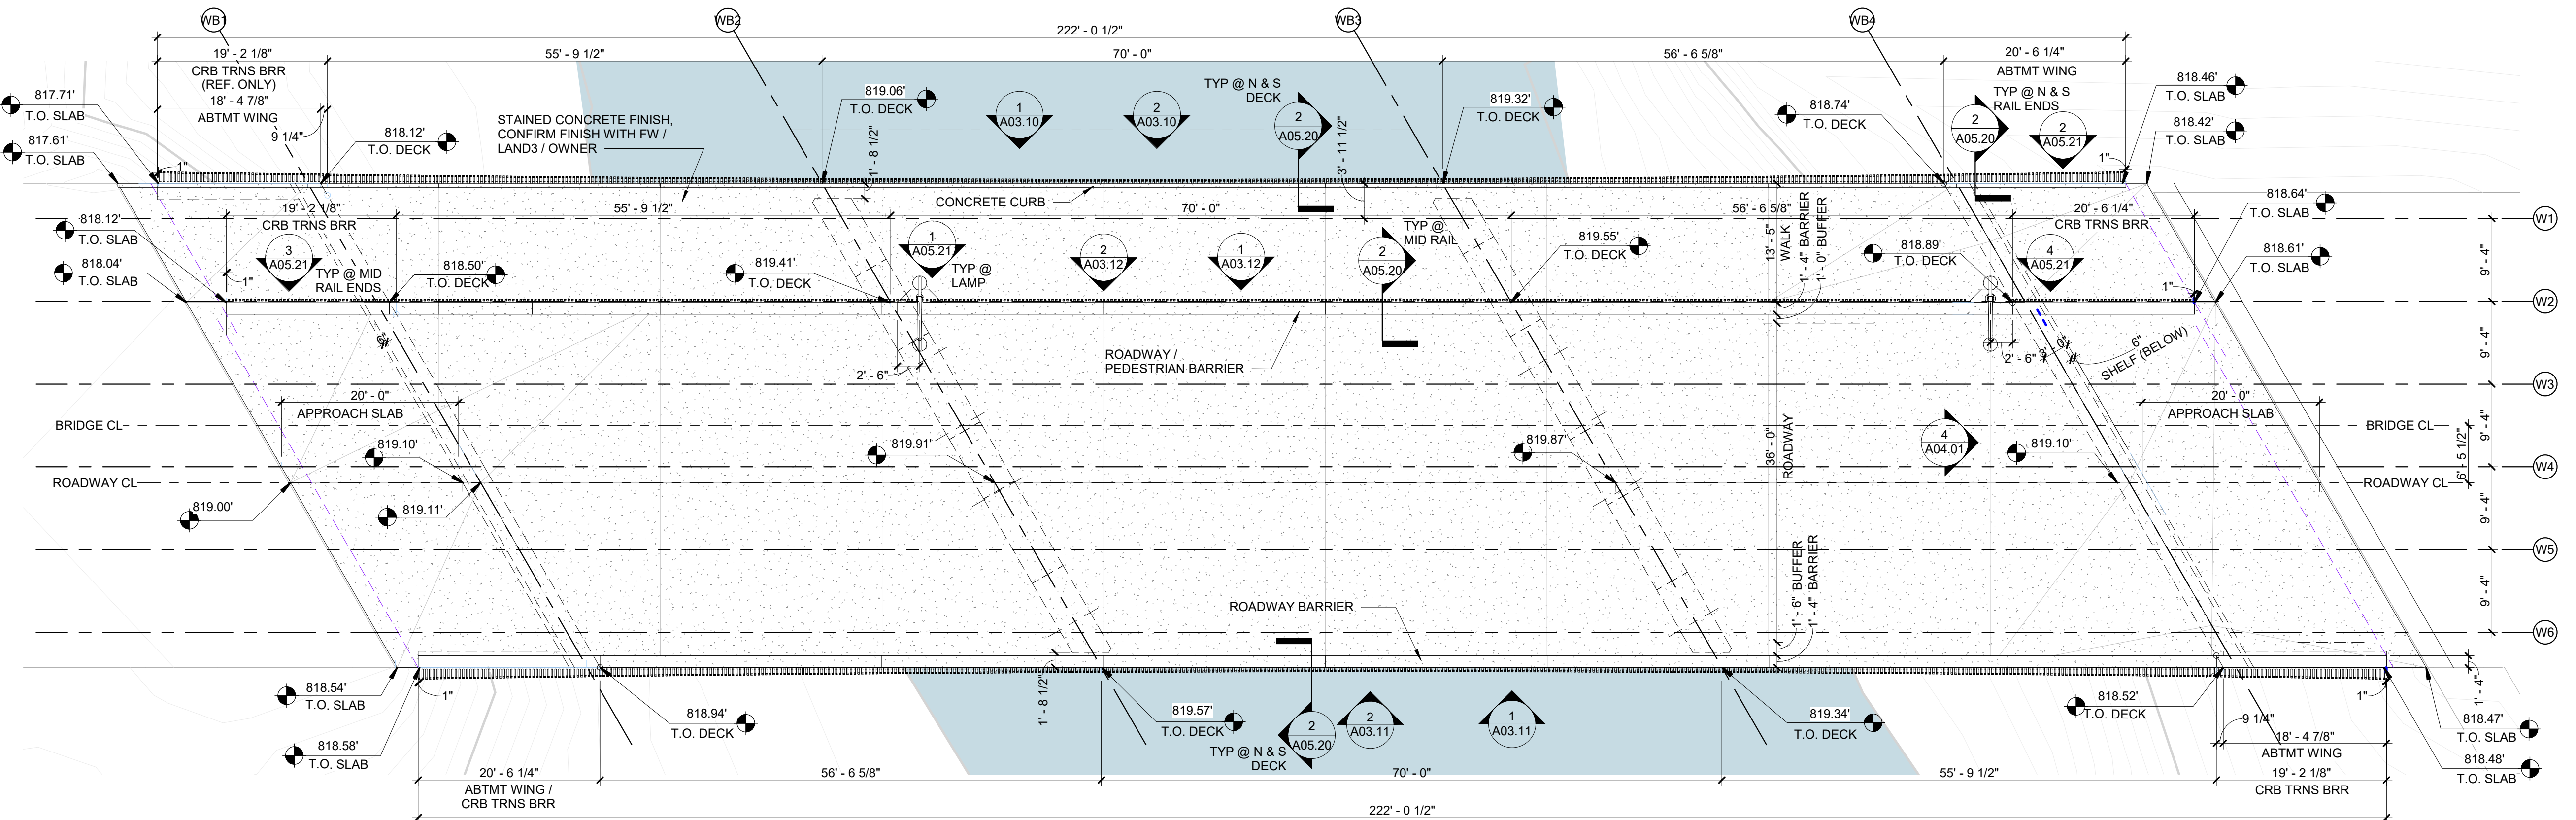 WB1
WB2
WB3
WB4
222' - 0 1/2"
19' - 2 1/8"
55' - 9 1/2"
70' - 0"
56' - 6 5/8"
20' - 6 1/4"
CRB TRNS BRR
(REF. ONLY)
18' - 4 7/8"
ABTMT WING
9 1/4"
ABTMT WING
817.71'
T.O. SLAB
817.61'
T.O. SLAB
1"
818.12'
T.O. DECK
STAINED CONCRETE FINISH,
CONFIRM FINISH WITH FW /
LAND3 / OWNER
819.06'
T.O. DECK
1' - 8 1/2"
1
A03.10
2
A03.10
TYP @ N & S
DECK
2
A05.20
3' - 11 1/2"
819.32'
T.O. DECK
818.74'
T.O. DECK
TYP @ N & S
RAIL ENDS
2
A05.20
2
A05.21
1"
818.46'
T.O. SLAB
818.42'
T.O. SLAB
CONCRETE CURB
818.12'
T.O. SLAB
818.04'
T.O. SLAB
19' - 2 1/8"
CRB TRNS BRR
55' - 9 1/2"
70' - 0"
56' - 6 5/8"
20' - 6 1/4"
CRB TRNS BRR
3
A05.21
1"
TYP @ MID
RAIL ENDS
818.50'
T.O. DECK
819.41'
T.O. DECK
1
A05.21
TYP @
LAMP
2
A03.12
1
A03.12
2
A05.20
TYP @
MID RAIL
819.55'
T.O. DECK
13' - 5"
WALK
1' - 4" BARRIER
1' - 0" BUFFER
818.89'
T.O. DECK
4
A05.21
1"
818.64'
T.O. SLAB
818.61'
T.O. SLAB
W1
9' - 4"
W2
9' - 4"
W3
9' - 4"
W4
9' - 4"
W5
9' - 4"
W6
6"
2' - 6"
ROADWAY /
PEDESTRIAN BARRIER
2' - 6"
6"
SHELF (BELOW)
20' - 0"
APPROACH SLAB
20' - 0"
APPROACH SLAB
BRIDGE CL
BRIDGE CL
6' - 5 1/2"
819.10'
819.91'
819.87'
36' - 0"
ROADWAY
4
A04.01
819.10'
ROADWAY CL
ROADWAY CL
819.00'
819.11'
1' - 6" BUFFER
1' - 4" BARRIER
ROADWAY BARRIER
818.54'
T.O. SLAB
818.58'
T.O. SLAB
1"
818.94'
T.O. DECK
1' - 8 1/2"
819.57'
T.O. DECK
2
A05.20
TYP @ N & S
DECK
2
A03.11
1
A03.11
819.34'
T.O. DECK
818.52'
T.O. DECK
9 1/4"
18' - 4 7/8"
ABTMT WING
1"
1' - 4"
818.47'
T.O. SLAB
818.48'
T.O. SLAB
20' - 6 1/4"
ABTMT WING /
CRB TRNS BRR
56' - 6 5/8"
70' - 0"
55' - 9 1/2"
19' - 2 1/8"
CRB TRNS BRR
222' - 0 1/2"